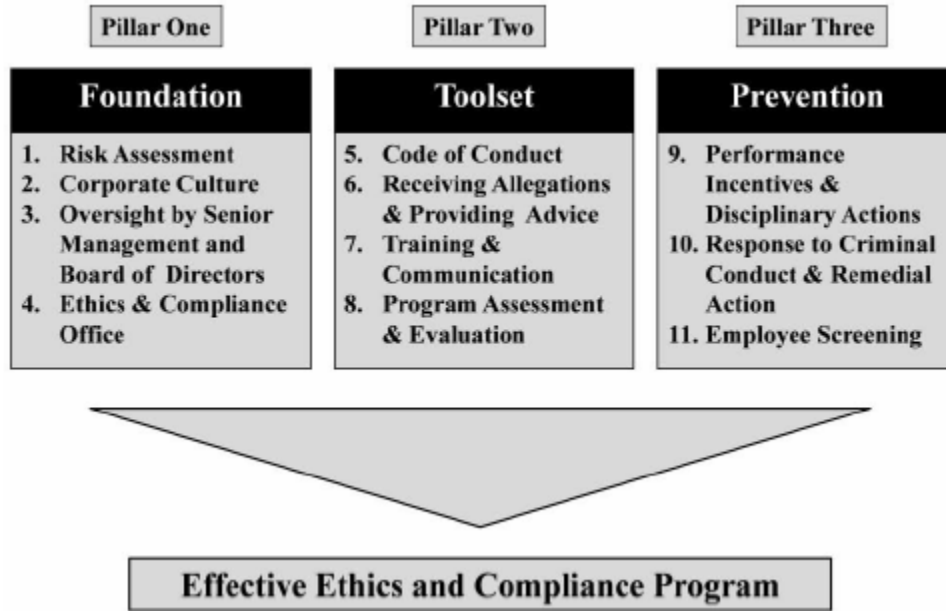 Pillar One
Pillar Two
Pillar Three
Foundation
1. Risk Assessment
2. Corporate Culture
3. Oversight by Senior
Management and
Board of Directors
4. Ethics & Compliance
Office
Toolset
5. Code of Conduct
6. Receiving Allegations
& Providing Advice
7. Training &
Communication
8. Program Assessment
& Evaluation
Prevention
9. Performance
Incentives &
Disciplinary Actions
10. Response to Criminal
Conduct & Remedial
Action
11. Employee Screening
Effective Ethics and Compliance Program